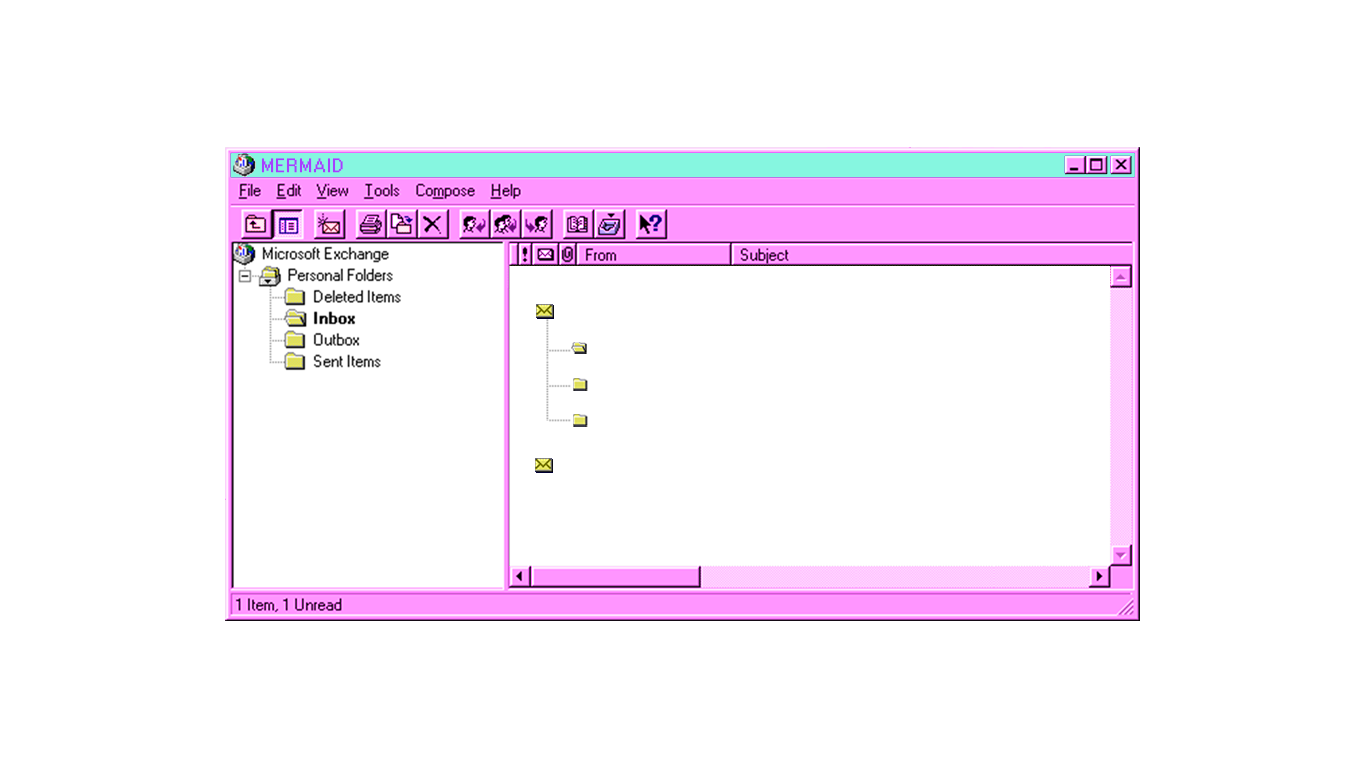 MERMAID
File Edit View Tools Compose Help
Microsoft Exchange
Personal Folders
Deleted Items
Inbox
Outbox
Sent Items
! From Subject
1 Item, 1 Unread